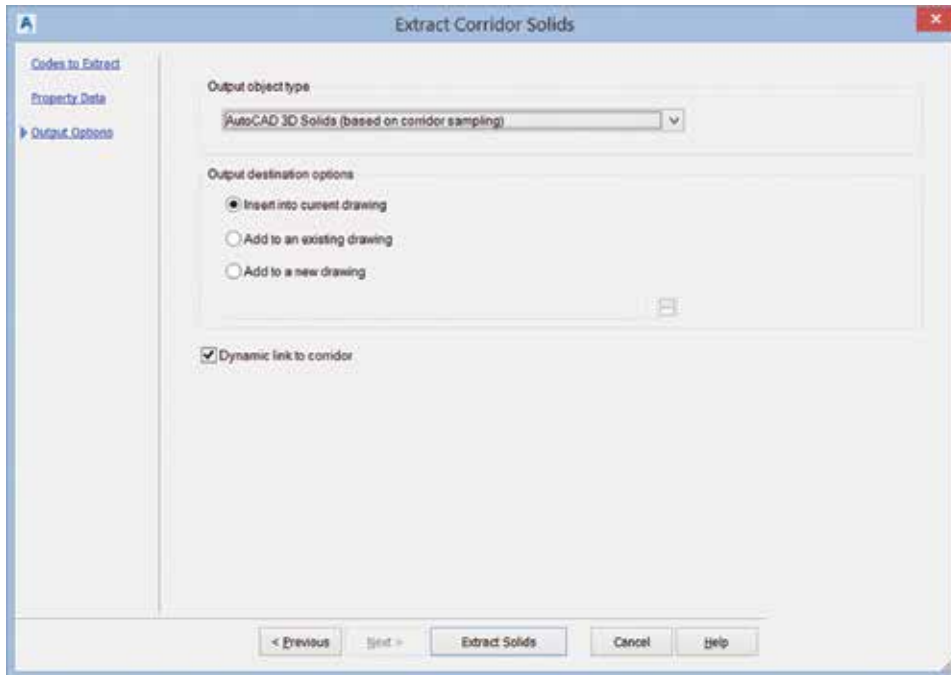 A
Extract Corridor Solids
Codes to Extract
Property Data
Output Options
Output object type
AutoCAD 3D Solids (based on corridor sampling)
Output destination options
Insert into current drawing
Add to an existing drawing
Add to a new drawing
Dynamic link to corridor
< Previous
Next >
Extract Solids
Cancel
Help